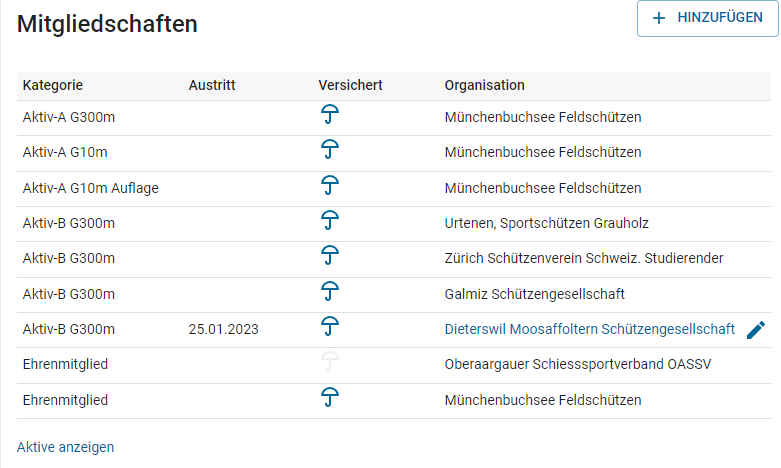 Mitgliedschaften
+ HINZUFÜGEN
Kategorie Austritt Versichert Organisation
Aktiv-A G300m Münchenbuchsee Feldschützen
Aktiv-A G10m Münchenbuchsee Feldschützen
Aktiv-A G10m Auflage Münchenbuchsee Feldschützen
Aktiv-B G300m Urtenen, Sportschützen Grauholz
Aktiv-B G300m Zürich Schützenverein Schweiz. Studierender
Aktiv-B G300m Galmiz Schützengesellschaft
Aktiv-B G300m 25.01.2023 Dieterswil Moosaffoltern Schützengesellschaft
Ehrenmitglied Oberaargauer Schiesssportverband OASSV
Ehrenmitglied Münchenbuchsee Feldschützen
Aktive anzeigen